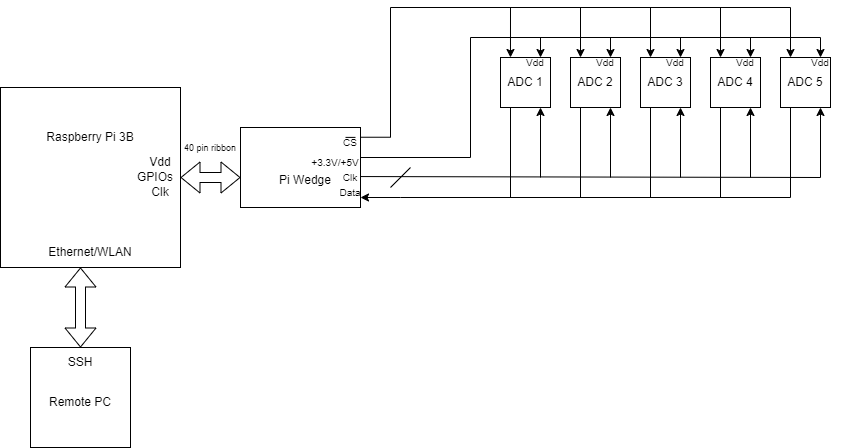 Vdd Vdd Vdd Vdd Vdd
ADC 1 ADC 2 ADC 3 ADC 4 ADC 5
Raspberry Pi 3B
40 pin ribbon
CS
Vdd
+3.3V/+5V
GPIOs
Pi Wedge
Clk
Clk
Data
Ethernet/WLAN
SSH
Remote PC